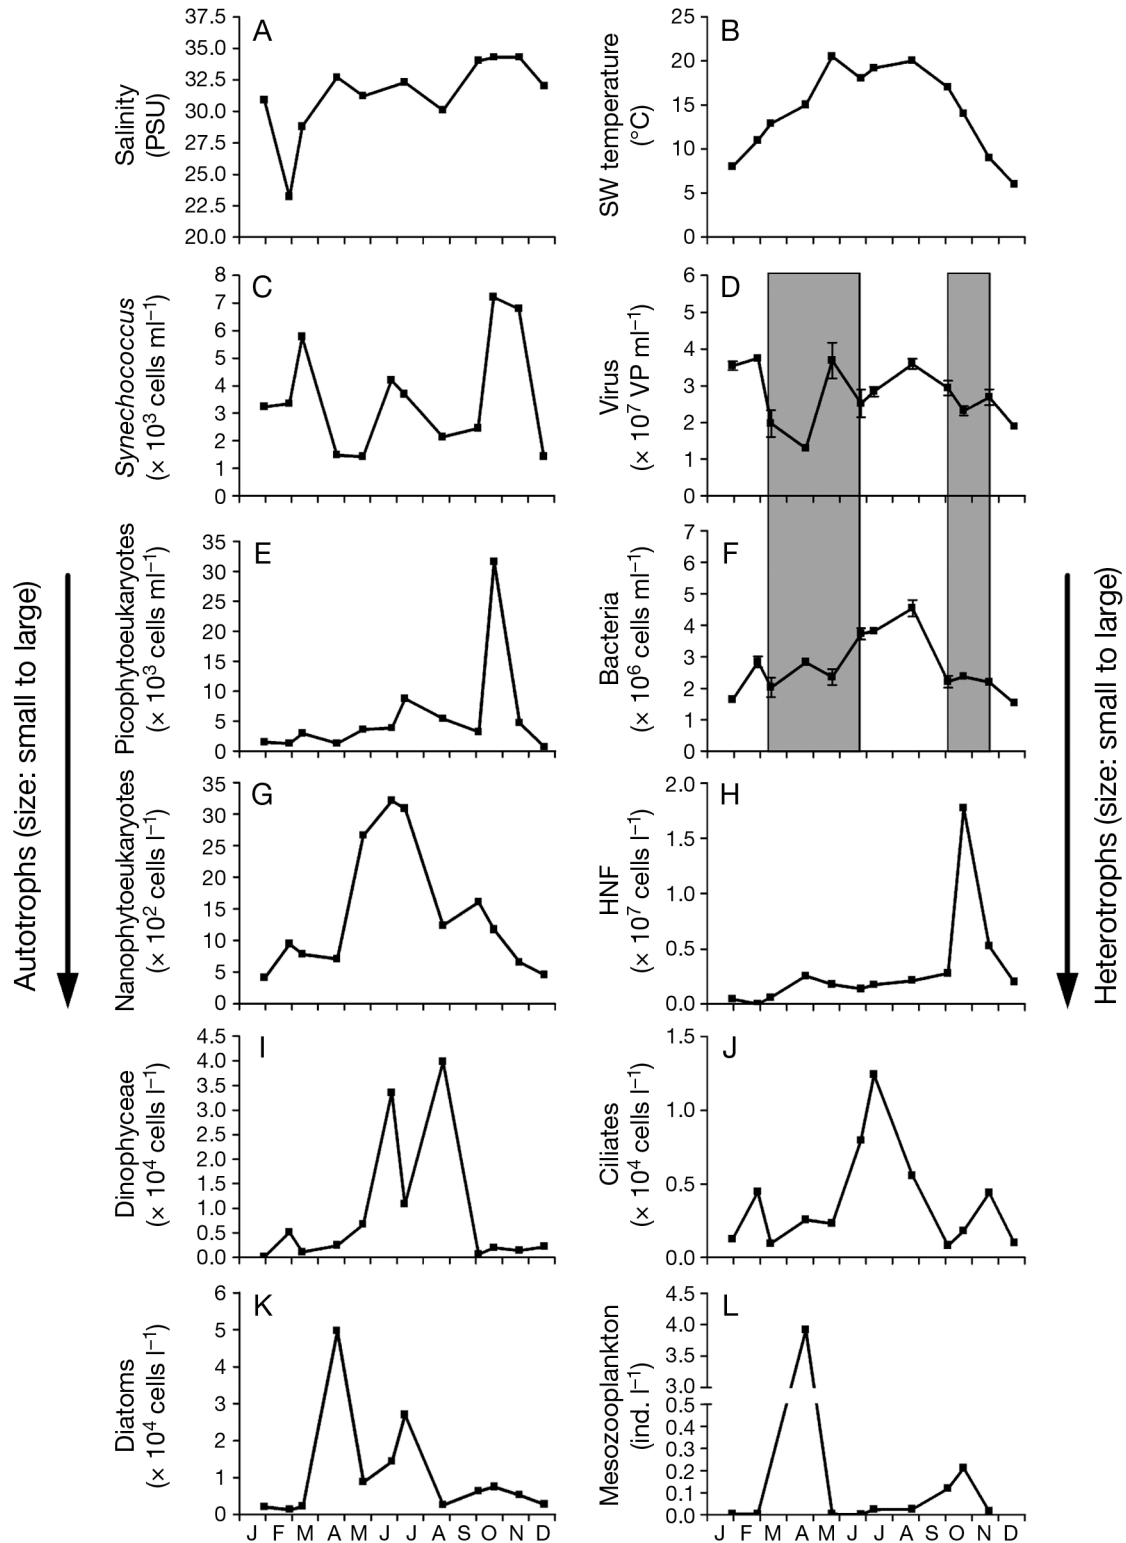 A
Salinity
(PSU)
37.5
35.0
32.5
30.0
27.5
25.0
22.5
20.0
B
SW temperature
(°C)
25
20
15
10
5
0
C
Synechococcus
(× 10³ cells ml⁻¹)
8
7
6
5
4
3
2
1
0
D
Virus
(× 10⁷ VP ml⁻¹)
6
5
4
3
2
1
0
E
Picophytoeukaryotes
(× 10³ cells ml⁻¹)
35
30
25
20
15
10
5
0
F
Bacteria
(× 10⁶ cells ml⁻¹)
7
6
5
4
3
2
1
0
Autotrophs (size: small to large)
Heterotrophs (size: small to large)
G
Nanophytoeukaryotes
(× 10² cells l⁻¹)
35
30
25
20
15
10
5
0
H
HNF
(× 10⁷ cells l⁻¹)
2.0
1.5
1.0
0.5
0.0
I
Dinophyceae
(× 10⁴ cells l⁻¹)
4.5
4.0
3.5
3.0
2.5
2.0
1.5
1.0
0.5
0.0
J
Ciliates
(× 10⁴ cells l⁻¹)
1.5
1.0
0.5
0.0
K
Diatoms
(× 10⁴ cells l⁻¹)
6
5
4
3
2
1
0
J F M A M J J A S O N D
L
Mesozooplankton
(ind. l⁻¹)
4.5
4.0
3.5
3.0
0.5
0.4
0.3
0.2
0.1
0.0
J F M A M J J A S O N D